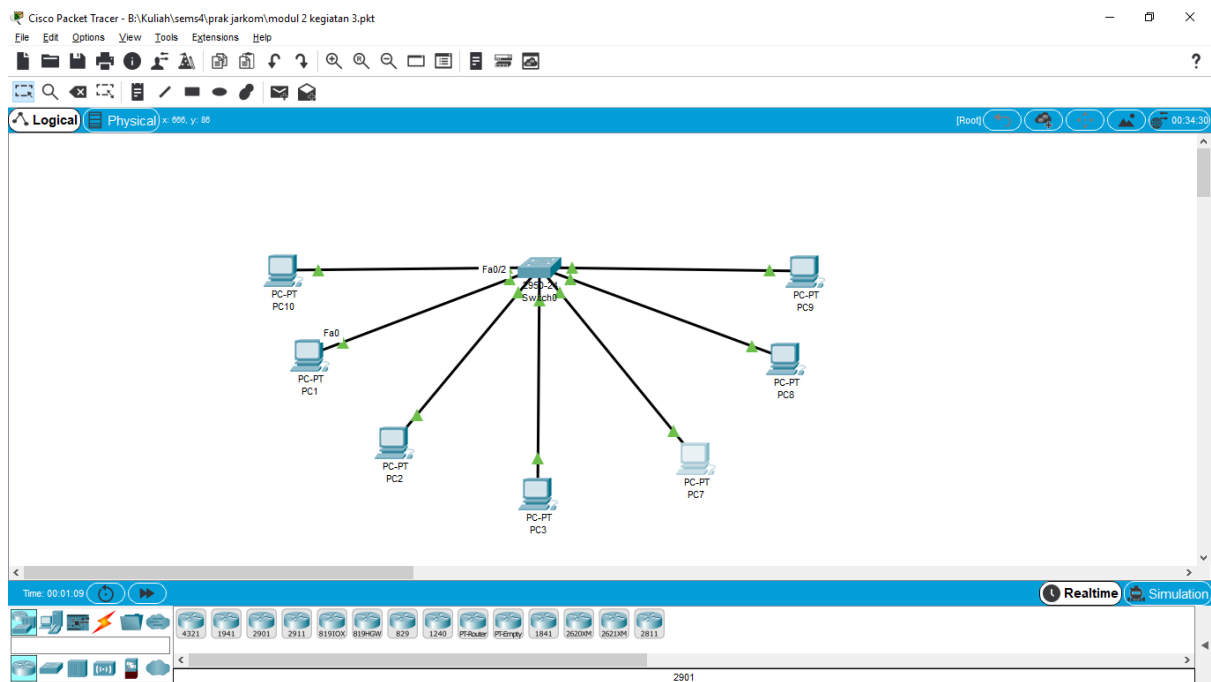 Cisco Packet Tracer - B:\Kuliah\sems4\prak jarkom\modul 2 kegiatan 3.pkt
File Edit Options View Tools Extensions Help
?
Logical Physical x: 666, y: 86 [Root] 00:34:30
PC-PT
PC10
Fa0/2
2950-24
Switch0
PC-PT
PC9
Fa0
PC-PT
PC1
PC-PT
PC8
PC-PT
PC2
PC-PT
PC7
PC-PT
PC3
Time: 00:01:09 Realtime Simulation
4321 1941 2901 2911 819IOX 819HGW 829 1240 PT-Router PT-Empty 1841 2620XM 2621XM 2811
2901